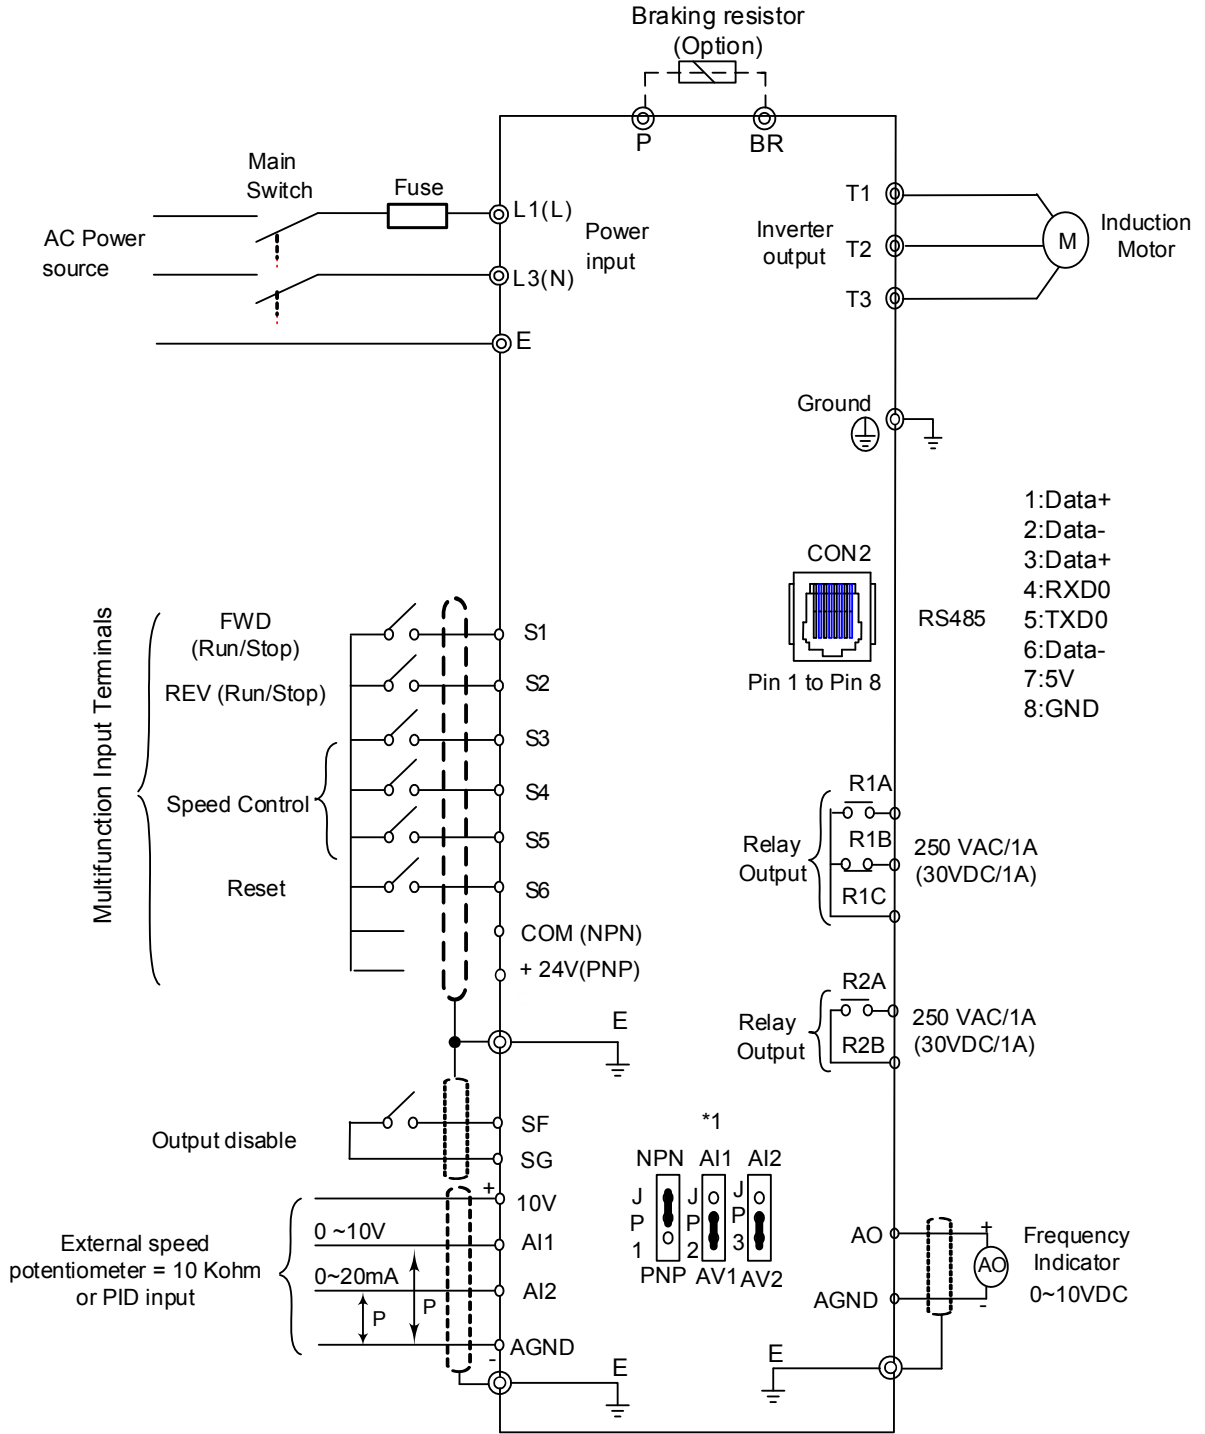 Braking resistor
(Option)
P
BR
Main
Switch
Fuse
L1(L)
Power
input
AC Power
source
L3(N)
E
T1
Inverter
output
T2
T3
M
Induction
Motor
Ground
CON2
RS485
Pin 1 to Pin 8
1:Data+
2:Data-
3:Data+
4:RXD0
5:TXD0
6:Data-
7:5V
8:GND
Multifunction Input Terminals
FWD
(Run/Stop)
REV (Run/Stop)
Speed Control
Reset
S1
S2
S3
S4
S5
S6
COM (NPN)
+ 24V(PNP)
E
R1A
R1B
R1C
Relay
Output
250 VAC/1A
(30VDC/1A)
R2A
R2B
Relay
Output
250 VAC/1A
(30VDC/1A)
Output disable
SF
SG
*1
NPN AI1 AI2
J J J
P P P
1 2 3
PNP AV1 AV2
+
10V
0 ~10V
AI1
0~20mA
AI2
P
P
AGND
-
External speed
potentiometer = 10 Kohm
or PID input
E
AO
AGND
+
AO
-
Frequency
Indicator
0~10VDC
E